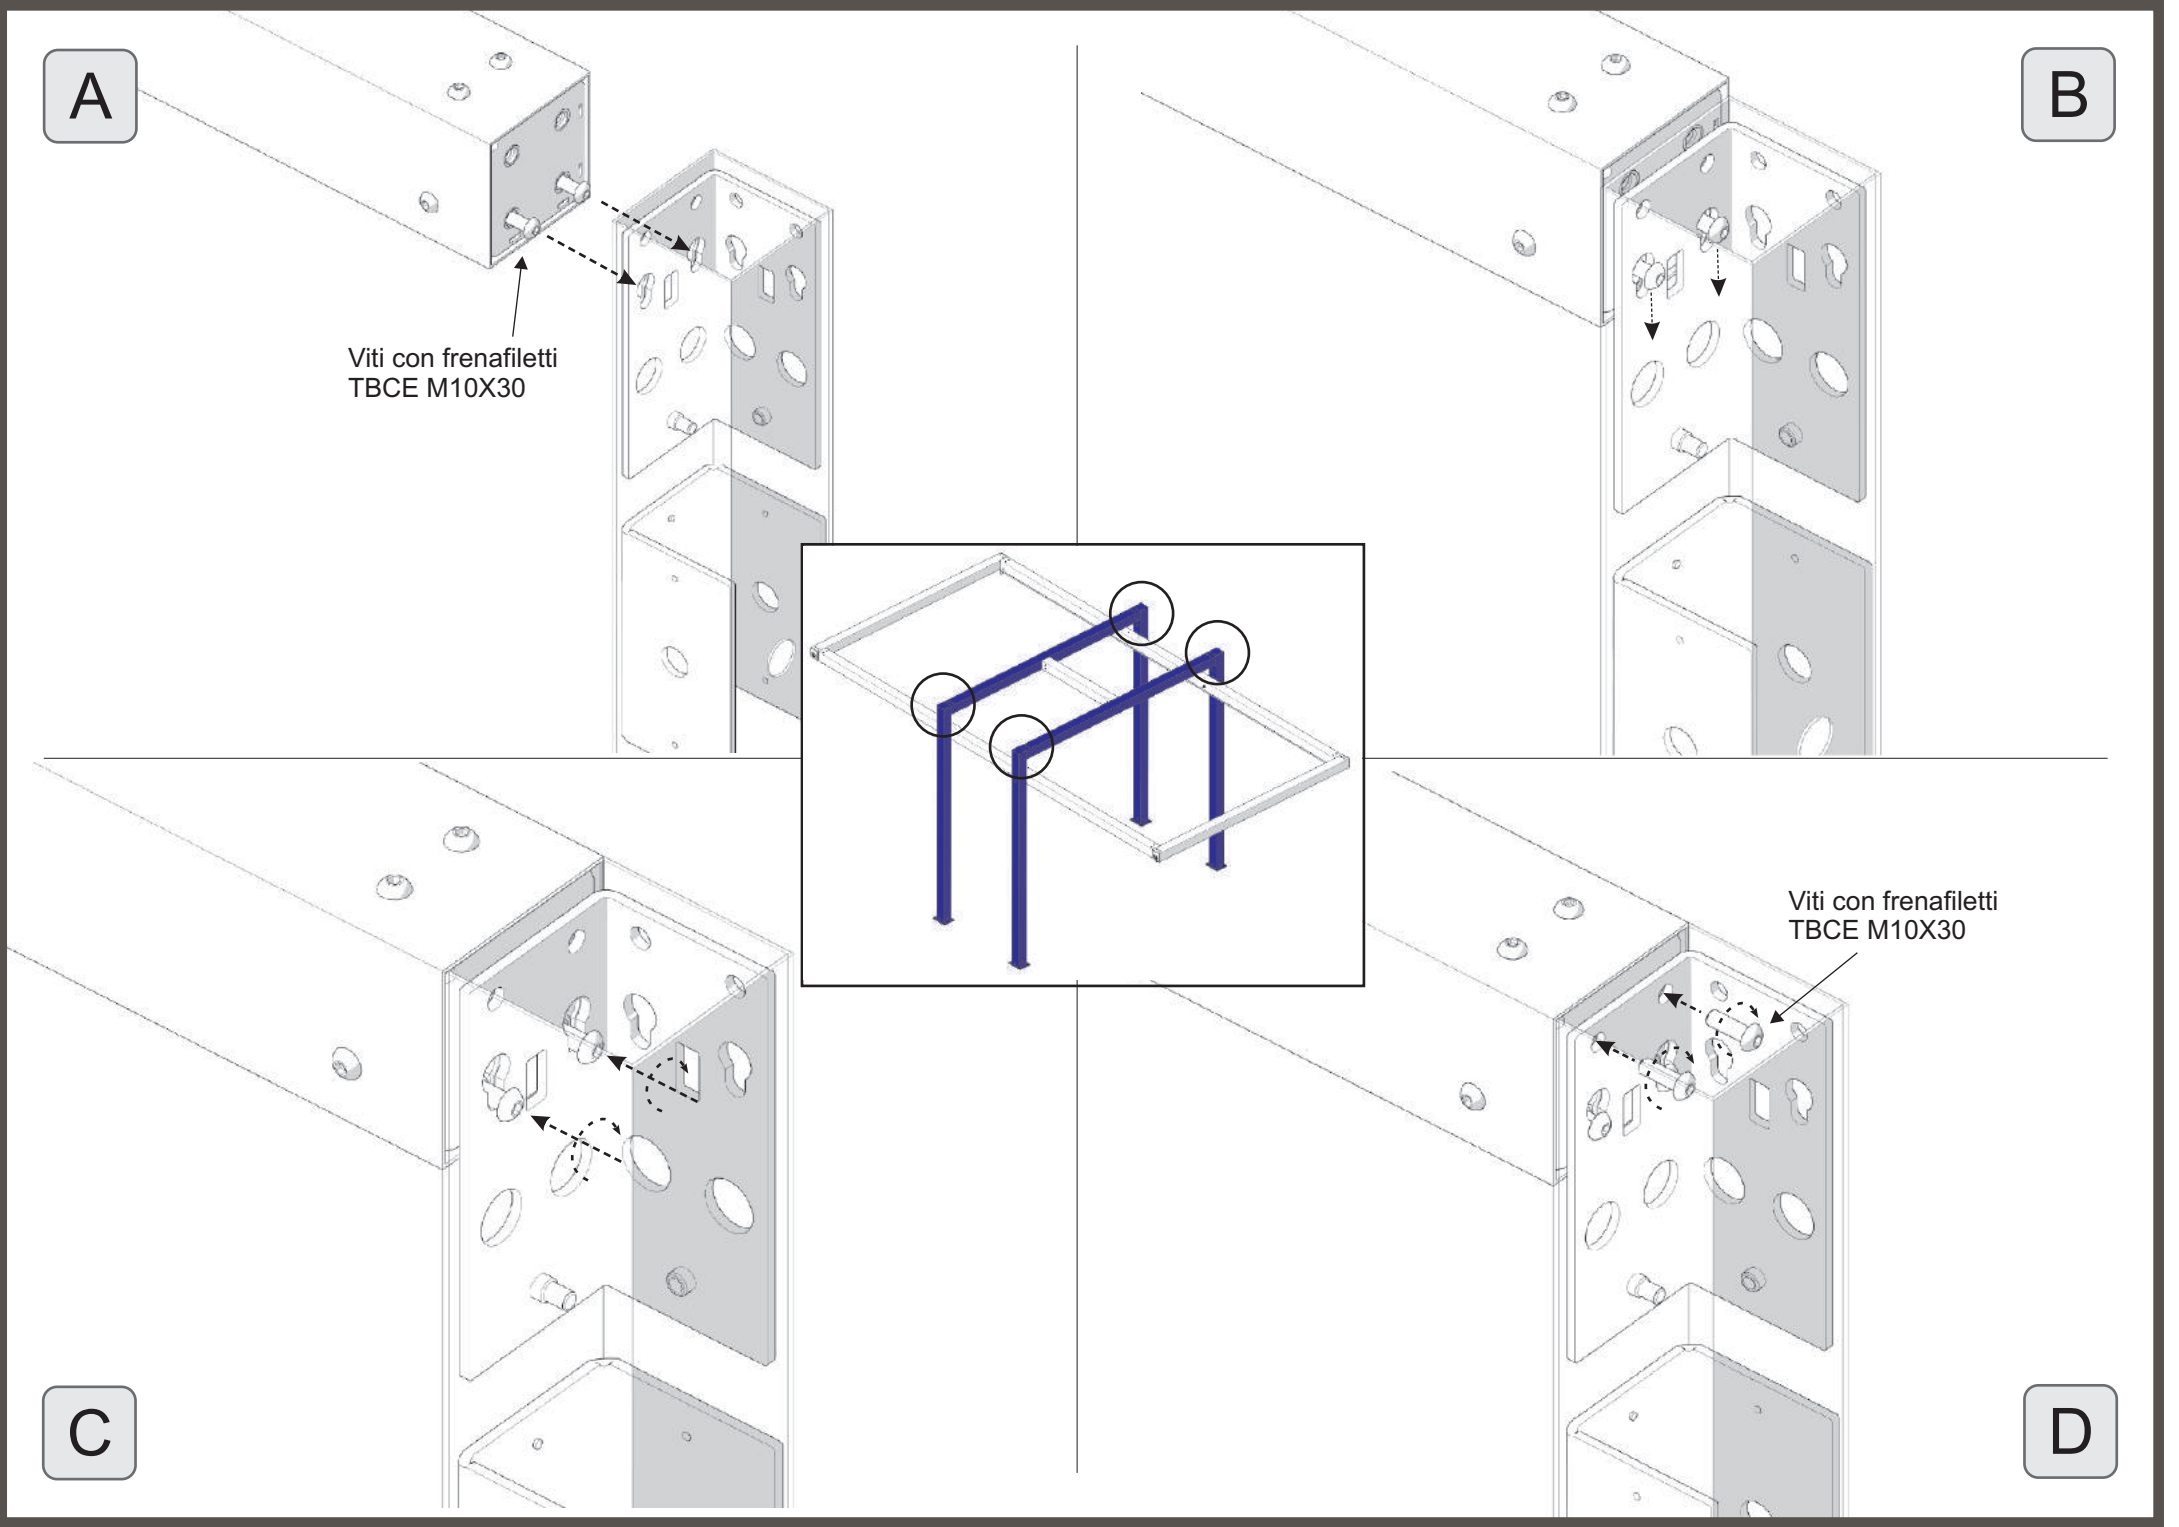 A
B
Viti con frenafiletti
TBCE M10X30
Viti con frenafiletti
TBCE M10X30
C
D